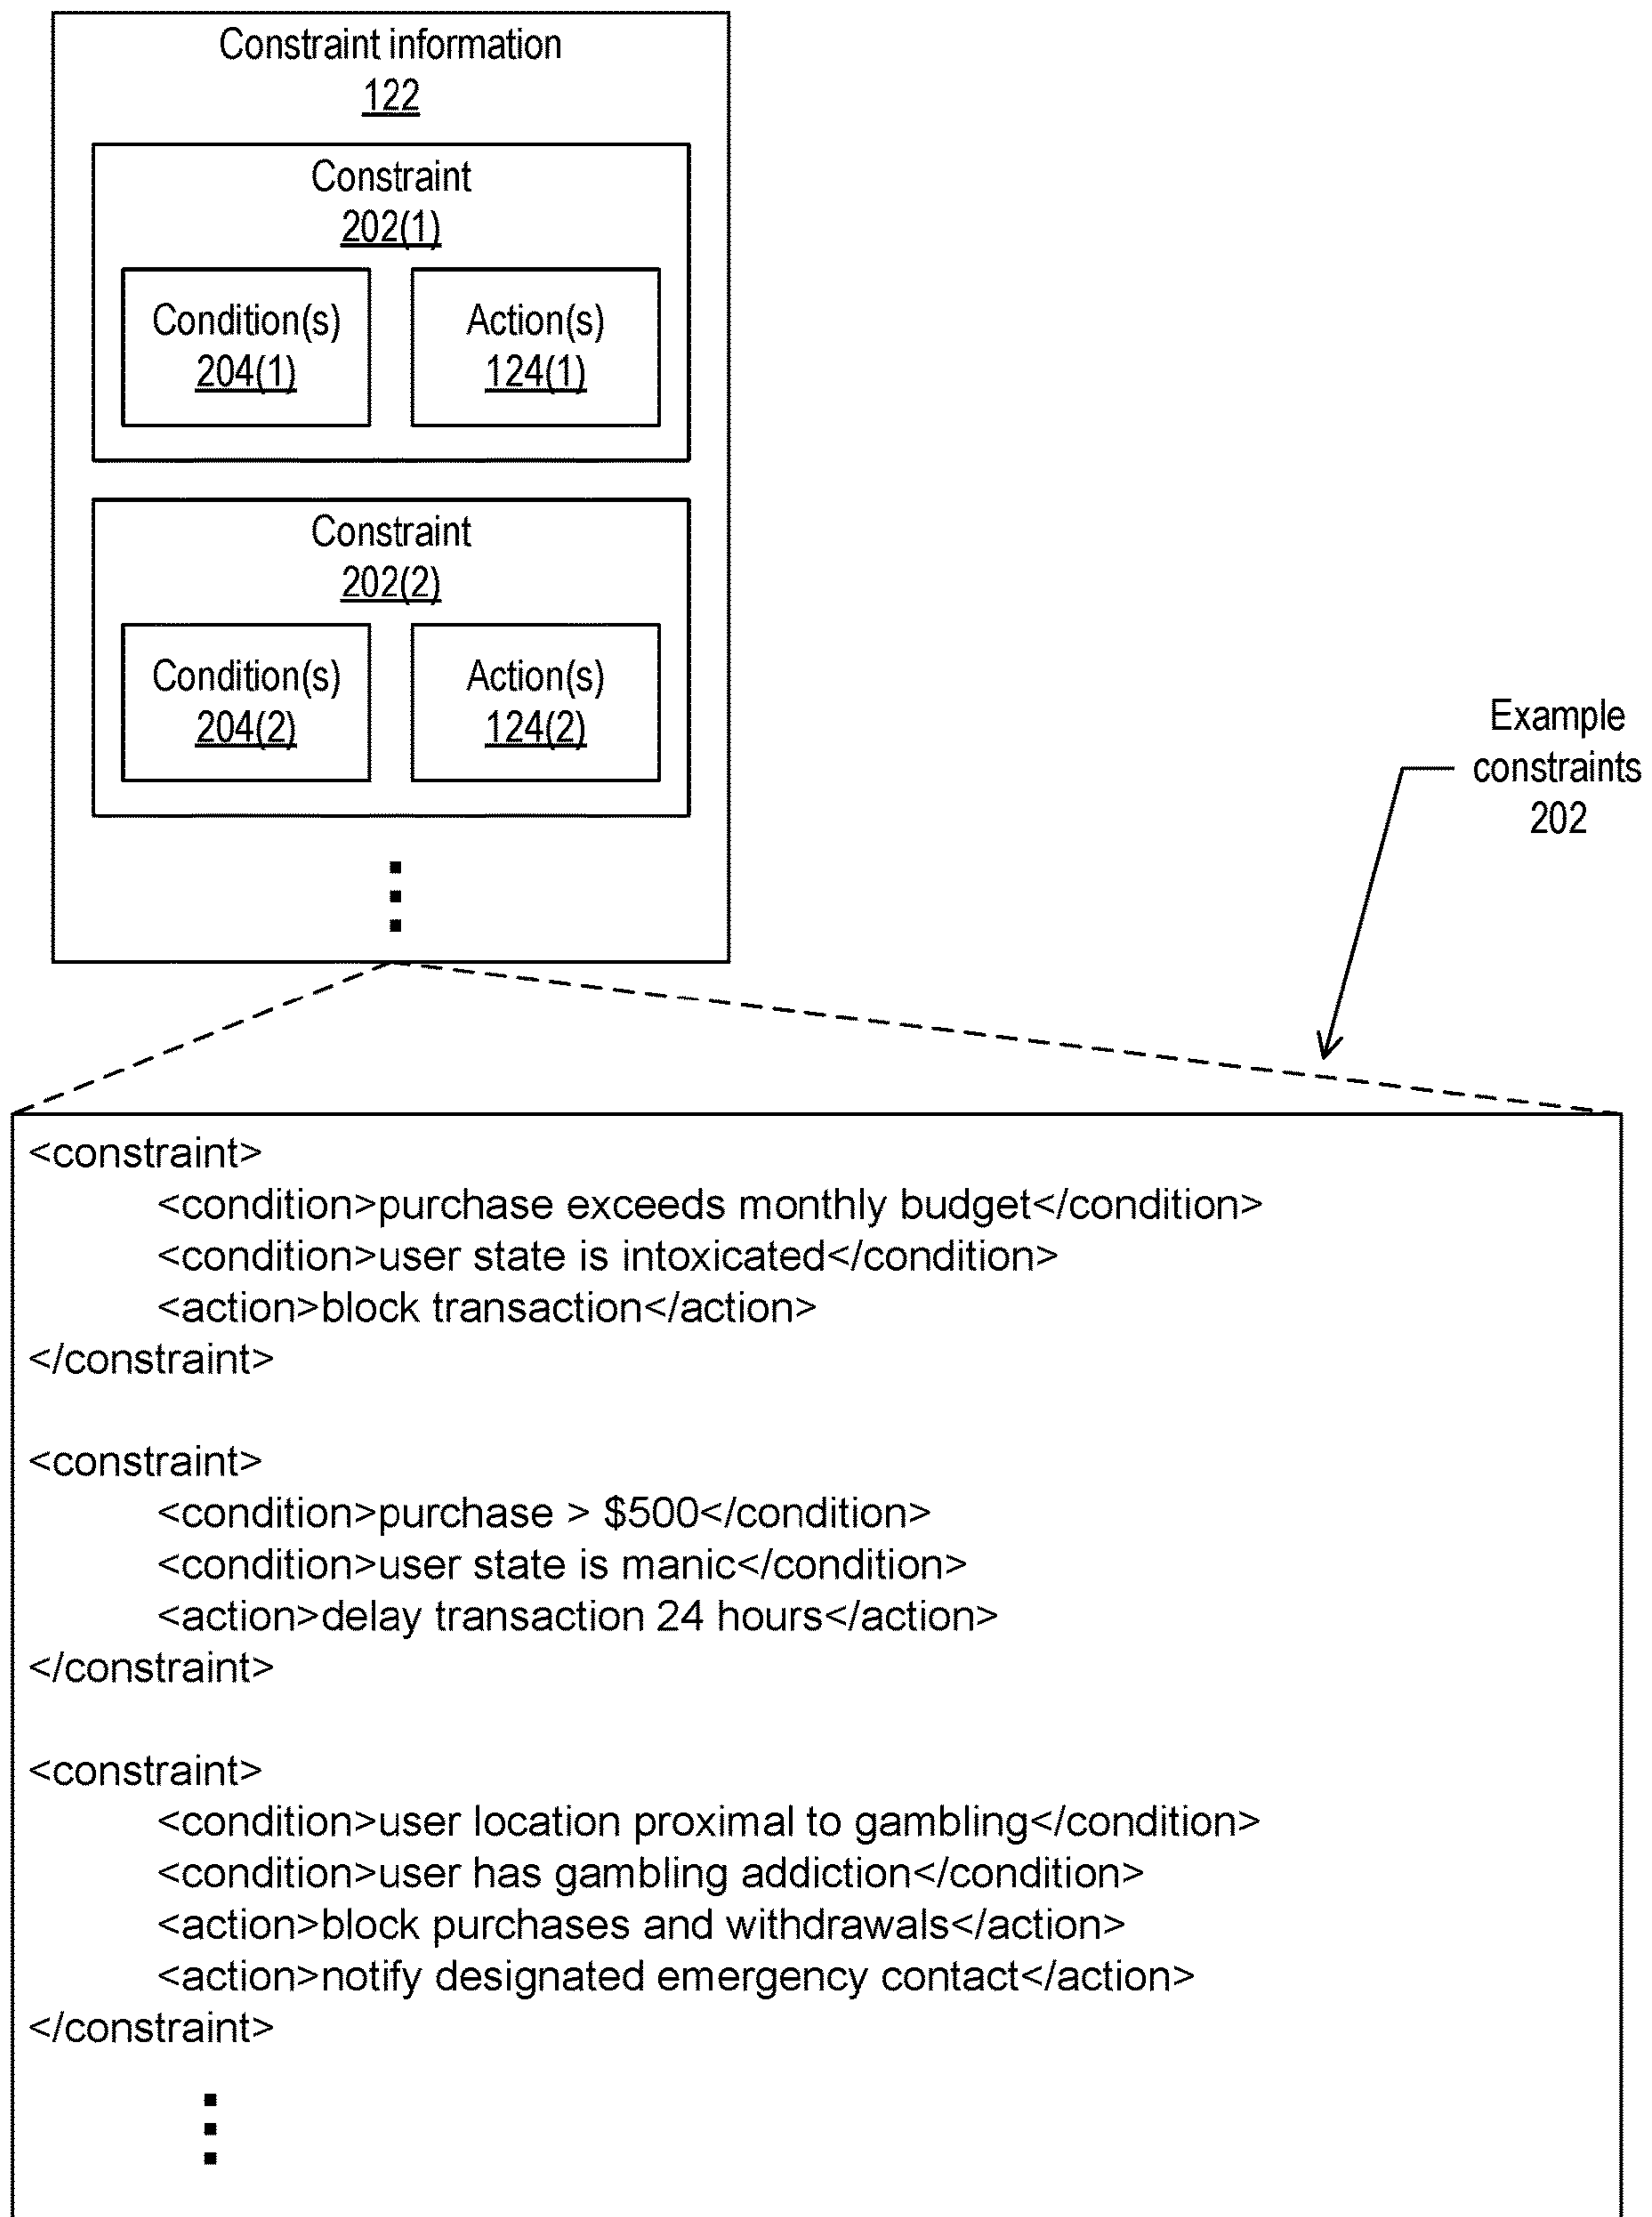 Constraint information
122
Constraint
202(1)
Condition(s)
204(1)
Action(s)
124(1)
Constraint
202(2)
Condition(s)
204(2)
Action(s)
124(2)
Example
constraints
202
<constraint>
<condition>purchase exceeds monthly budget</condition>
<condition>user state is intoxicated</condition>
<action>block transaction</action>
</constraint>
<constraint>
<condition>purchase > $500</condition>
<condition>user state is manic</condition>
<action>delay transaction 24 hours</action>
</constraint>
<constraint>
<condition>user location proximal to gambling</condition>
<condition>user has gambling addiction</condition>
<action>block purchases and withdrawals</action>
<action>notify designated emergency contact</action>
</constraint>